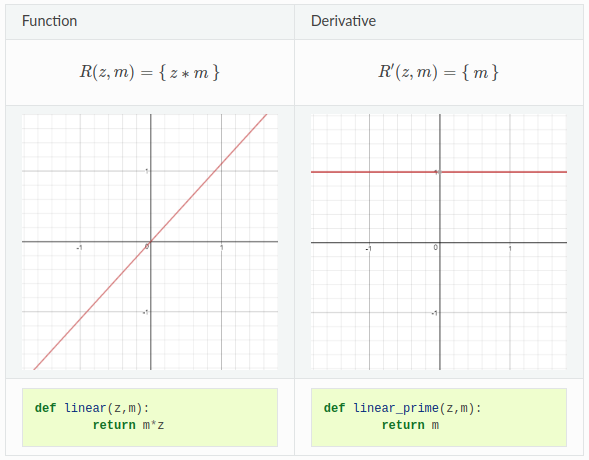 Function
Derivative
R(z, m) = { z ∗ m }
R′(z, m) = { m }
1
-1
0
1
-1
1
-1
0
1
-1
def linear(z,m):
return m*z
def linear_prime(z,m):
return m